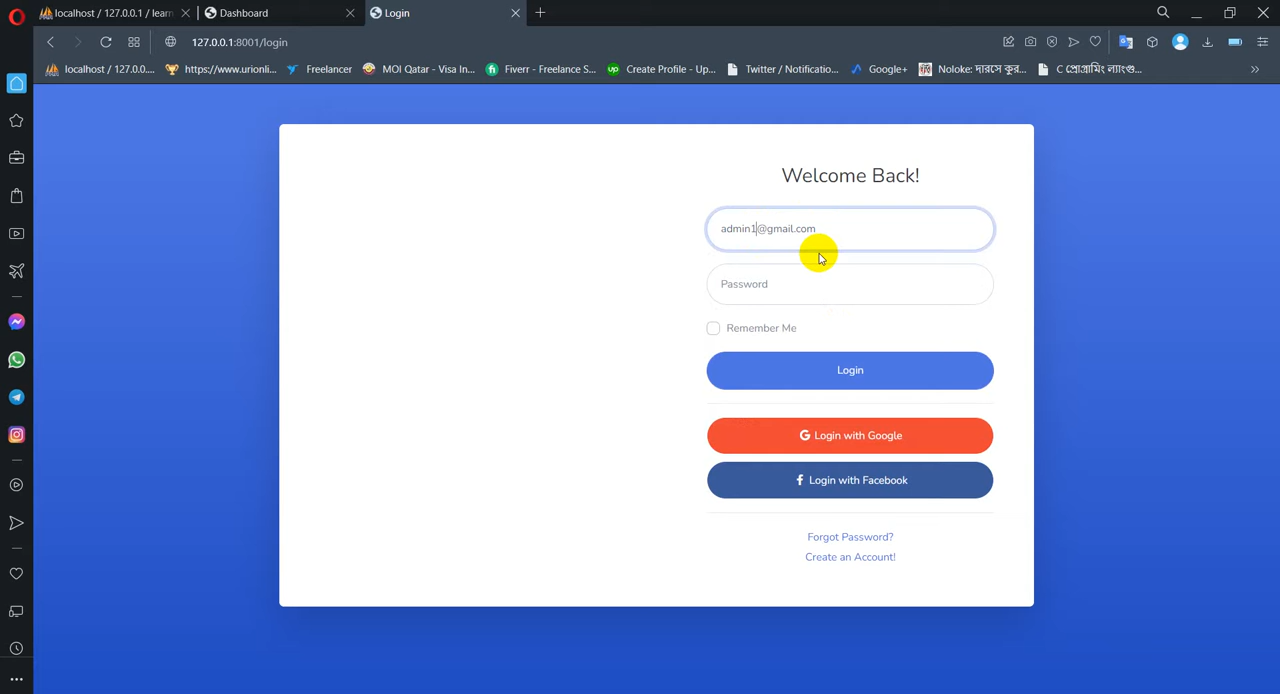 localhost / 127.0.0.1 / learn
Dashboard
Login
127.0.0.1:8001/login
localhost / 127.0.0....
https://www.urionli...
Freelancer
MOI Qatar - Visa In...
Fiverr - Freelance S...
Create Profile - Up...
Twitter / Notificatio...
Google+
Noloke: দারসে কুর...
C প্রোগ্রামিং ল্যাংগু...
Welcome Back!
admin1@gmail.com
Password
Remember Me
Login
Login with Google
Login with Facebook
Forgot Password?
Create an Account!